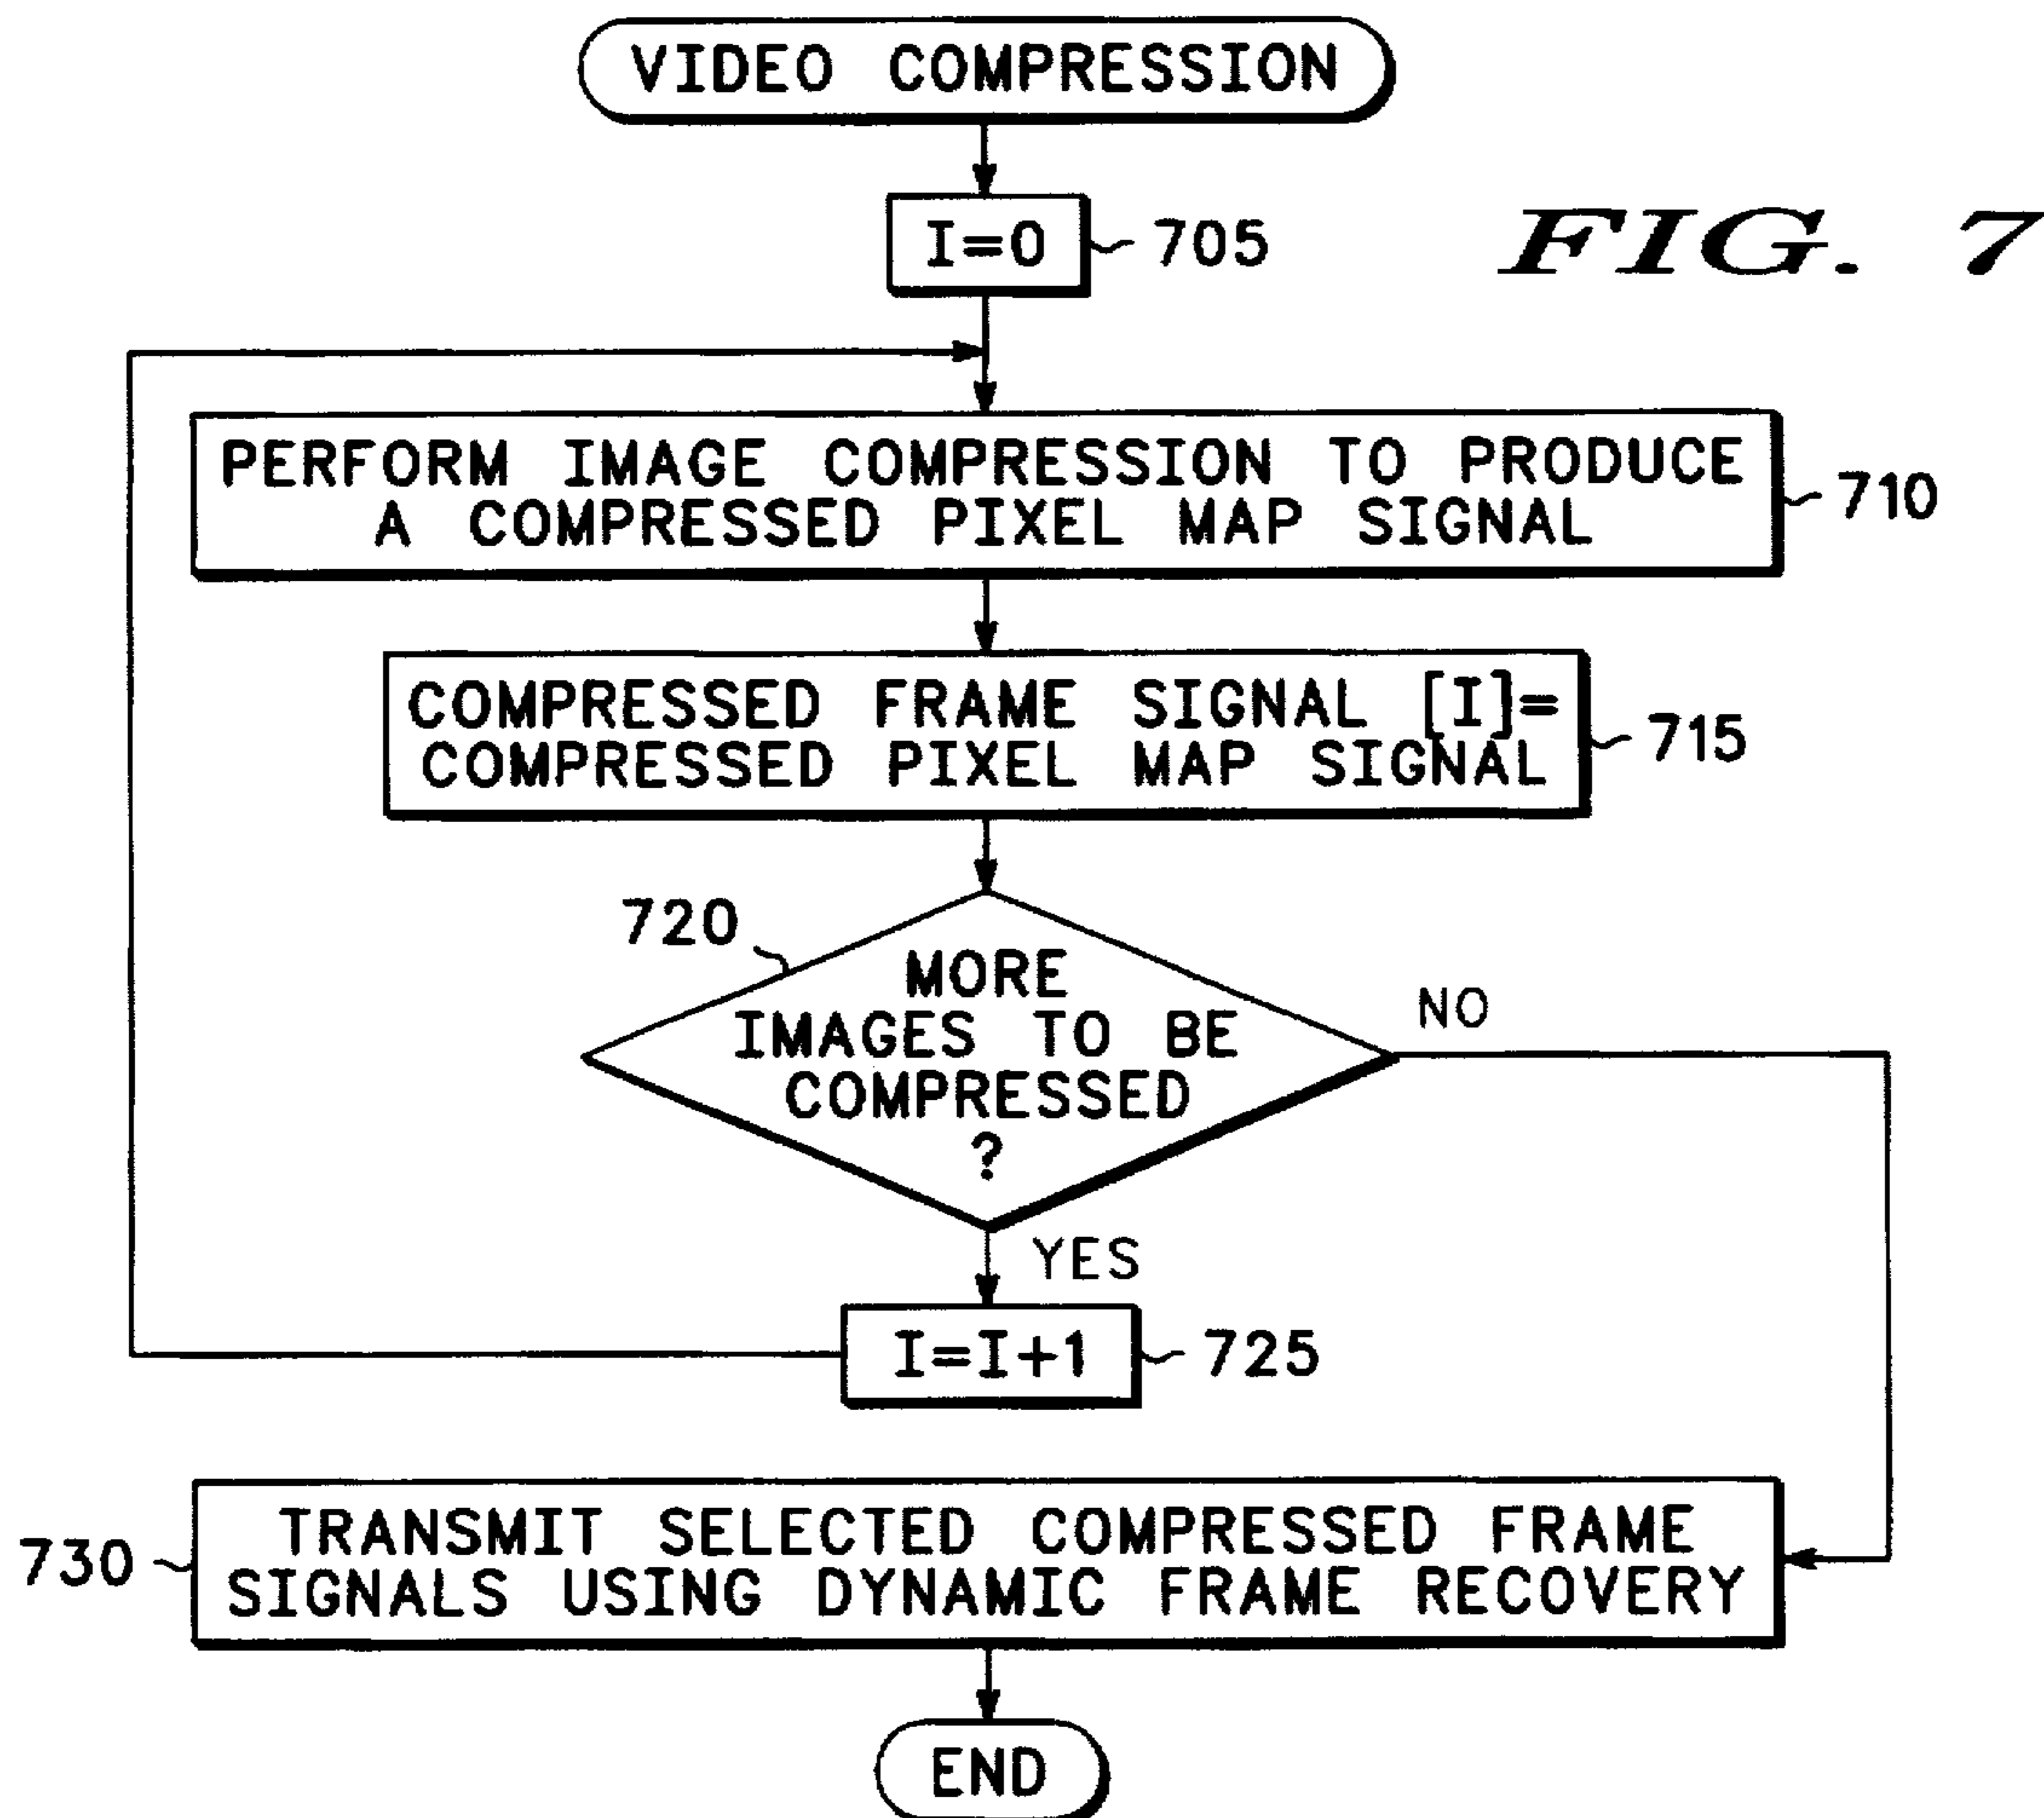 VIDEO COMPRESSION
I=0
705
FIG. 7
PERFORM IMAGE COMPRESSION TO PRODUCE
A COMPRESSED PIXEL MAP SIGNAL
710
COMPRESSED FRAME SIGNAL [I]=
COMPRESSED PIXEL MAP SIGNAL
715
720
MORE
IMAGES TO BE
COMPRESSED
?
NO
YES
I=I+1
725
730
TRANSMIT SELECTED COMPRESSED FRAME
SIGNALS USING DYNAMIC FRAME RECOVERY
END